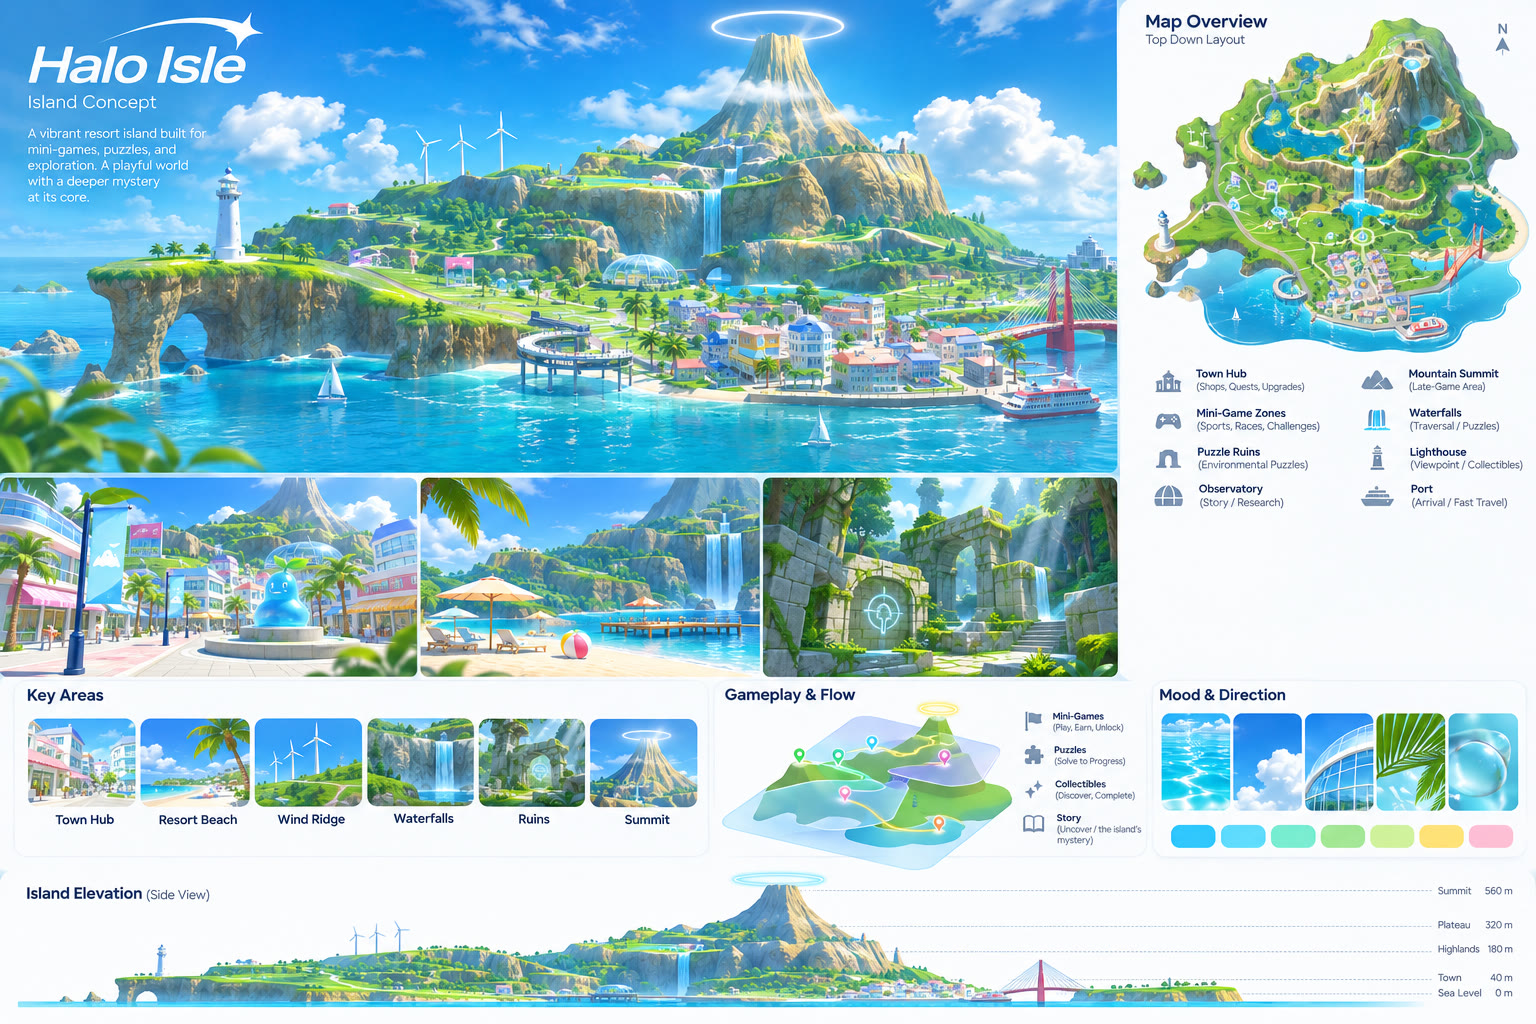 Halo Isle
Island Concept
A vibrant resort island built for
mini-games, puzzles, and
exploration. A playful world
with a deeper mystery
at its core.
Map Overview
Top Down Layout
N
Town Hub
(Shops, Quests, Upgrades)
Mini-Game Zones
(Sports, Races, Challenges)
Puzzle Ruins
(Environmental Puzzles)
Observatory
(Story / Research)
Mountain Summit
(Late-Game Area)
Waterfalls
(Traversal / Puzzles)
Lighthouse
(Viewpoint / Collectibles)
Port
(Arrival / Fast Travel)
Key Areas
Town Hub
Resort Beach
Wind Ridge
Waterfalls
Ruins
Summit
Gameplay & Flow
Mini-Games
(Play, Earn, Unlock)
Puzzles
(Solve to Progress)
Collectibles
(Discover, Complete)
Story
(Uncover / the island's
mystery)
Mood & Direction
Island Elevation (Side View)
Summit 560 m
Plateau 320 m
Highlands 180 m
Town 40 m
Sea Level 0 m